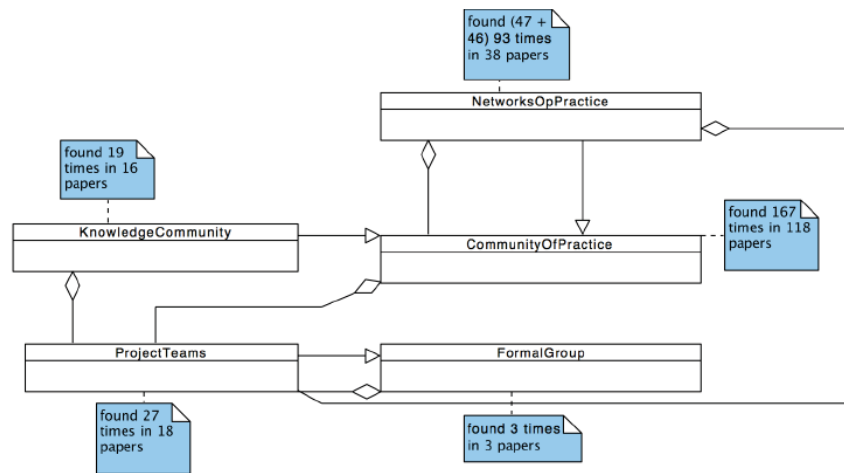 found (47 +
46) 93 times
in 38 papers
NetworksOpPractice
found 19
times in 16
papers
KnowledgeCommunity
CommunityOfPractice
found 167
times in 118
papers
ProjectTeams
FormalGroup
found 27
times in 18
papers
found 3 times
in 3 papers